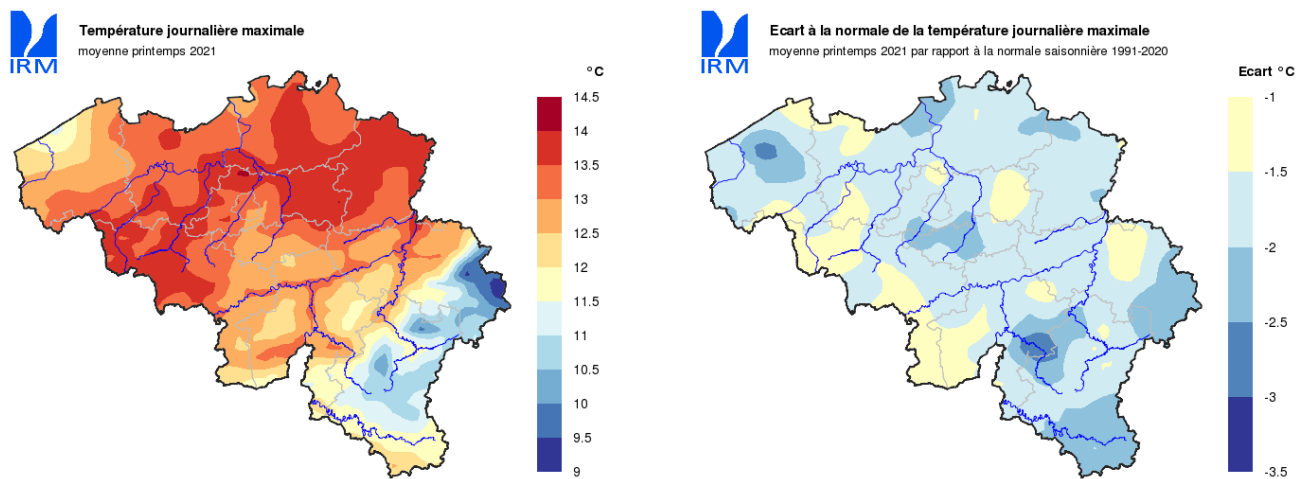 Température journalière maximale
moyenne printemps 2021
IRM
°C
14.5
14
13.5
13
12.5
12
11.5
11
10.5
10
9.5
9
Ecart à la normale de la température journalière maximale
moyenne printemps 2021 par rapport à la normale saisonnière 1991-2020
IRM
Ecart °C
-1
-1.5
-2
-2.5
-3
-3.5